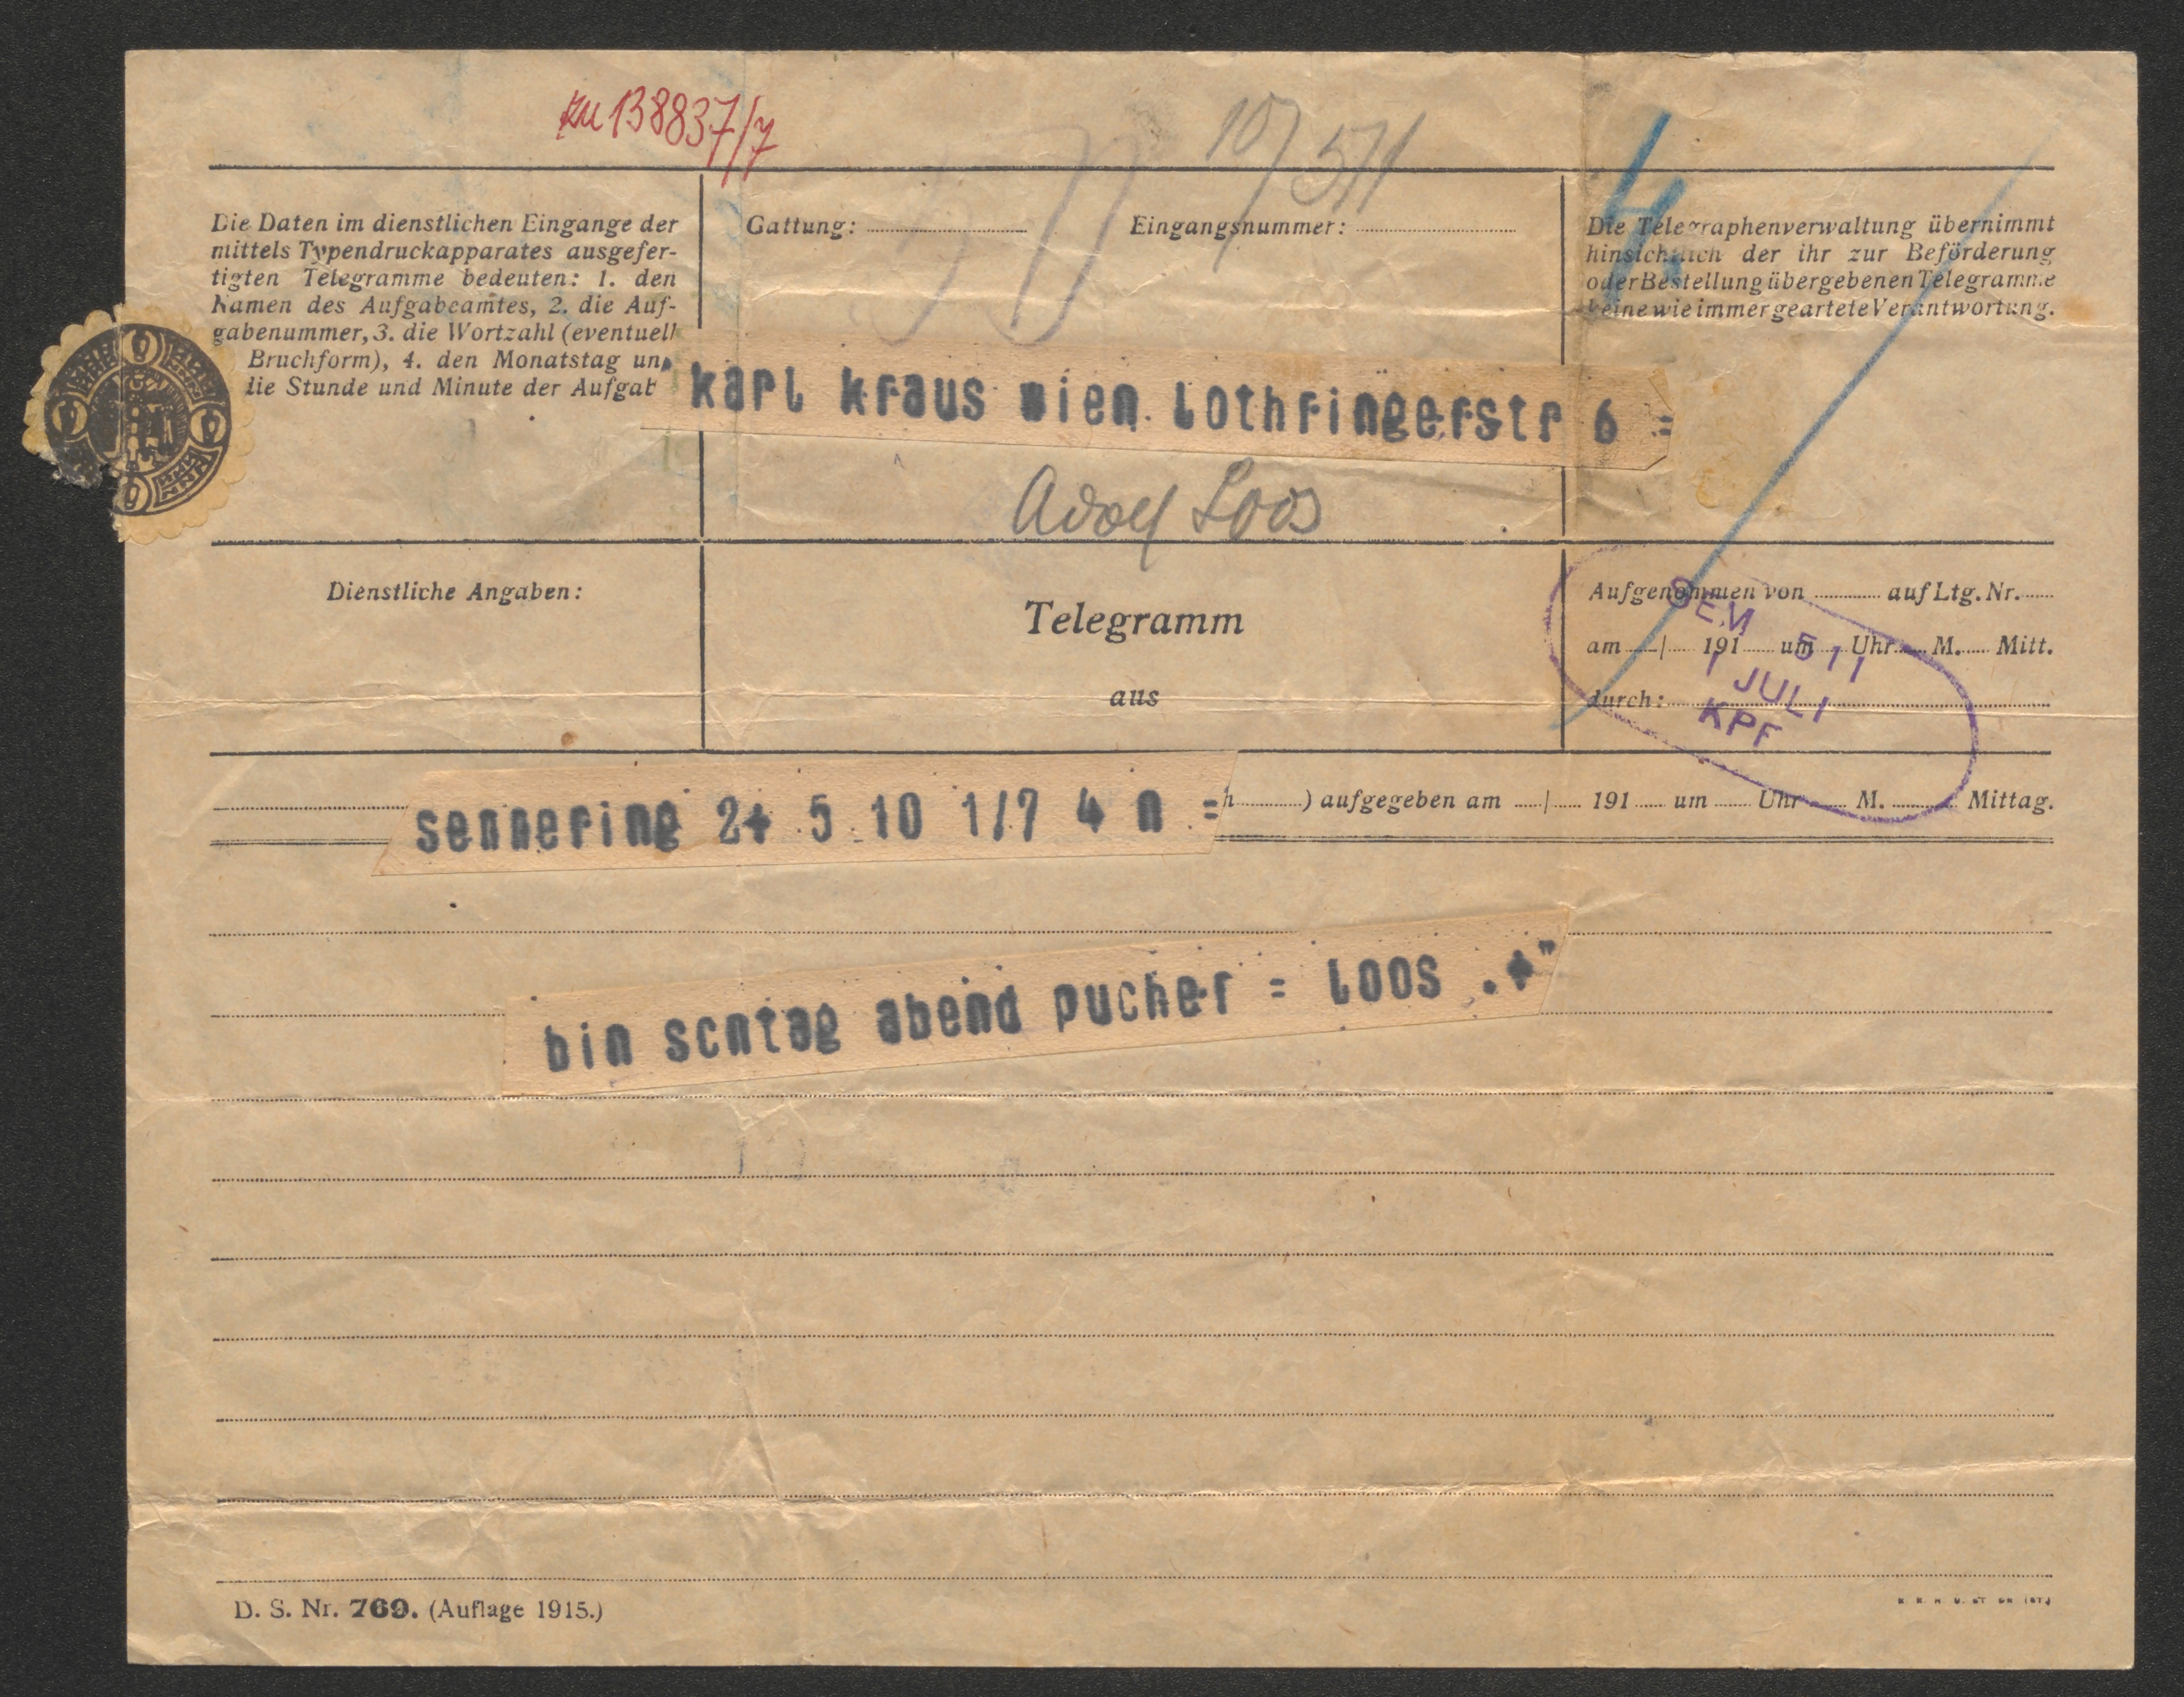 zu 138837/7
10/571
Die Daten im dienstlichen Eingange der
mittels Typendruckapparates ausgefer-
tigten Telegramme bedeuten: 1. den
Namen des Aufgabeamtes, 2. die Auf-
gabenummer, 3. die Wortzahl (eventuell
Bruchform), 4. den Monatstag un
die Stunde und Minute der Aufgab
Gattung:
Eingangsnummer:
Die Telegraphenverwaltung übernimmt
hinsichtlich der ihr zur Beförderung
oder Bestellung übergebenen Telegramme
keine wie immer geartete Verantwortung.
karl kraus wien lothringerstr 6 =
Adolf Loos
Dienstliche Angaben:
Telegramm
aus
Aufgenommen von auf Ltg. Nr.
am / 191 um Uhr M. Mitt.
durch:
SEM 511
1 JULI
KPF
semmering 2+ 5 10 1/7 4 n =
h ) aufgegeben am / 191 um Uhr M. Mittag.
bin scntag abend pucher = loos .+"
D. S. Nr. 769. (Auflage 1915.)